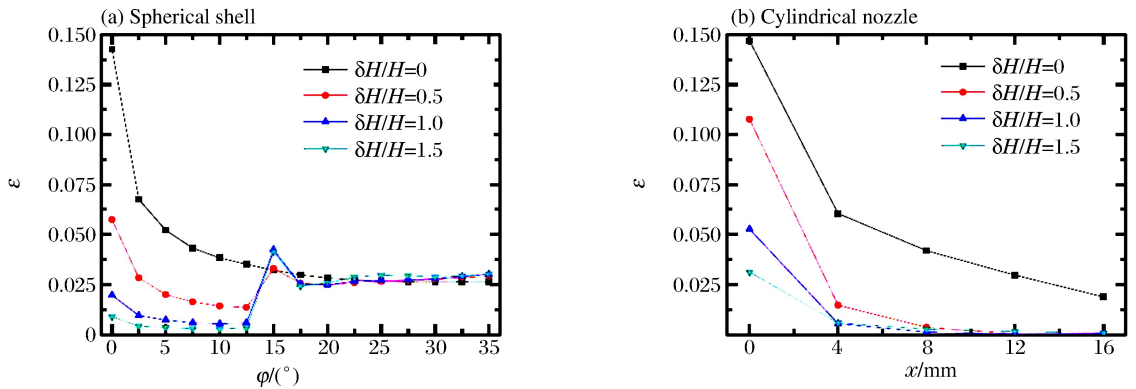 (a) Spherical shell
0.150
0.125
0.100
0.075
0.050
0.025
0
ε
δH/H=0
δH/H=0.5
δH/H=1.0
δH/H=1.5
0 5 10 15 20 25 30 35
φ/(°)
(b) Cylindrical nozzle
0.150
0.125
0.100
0.075
0.050
0.025
0
ε
δH/H=0
δH/H=0.5
δH/H=1.0
δH/H=1.5
0 4 8 12 16
x/mm